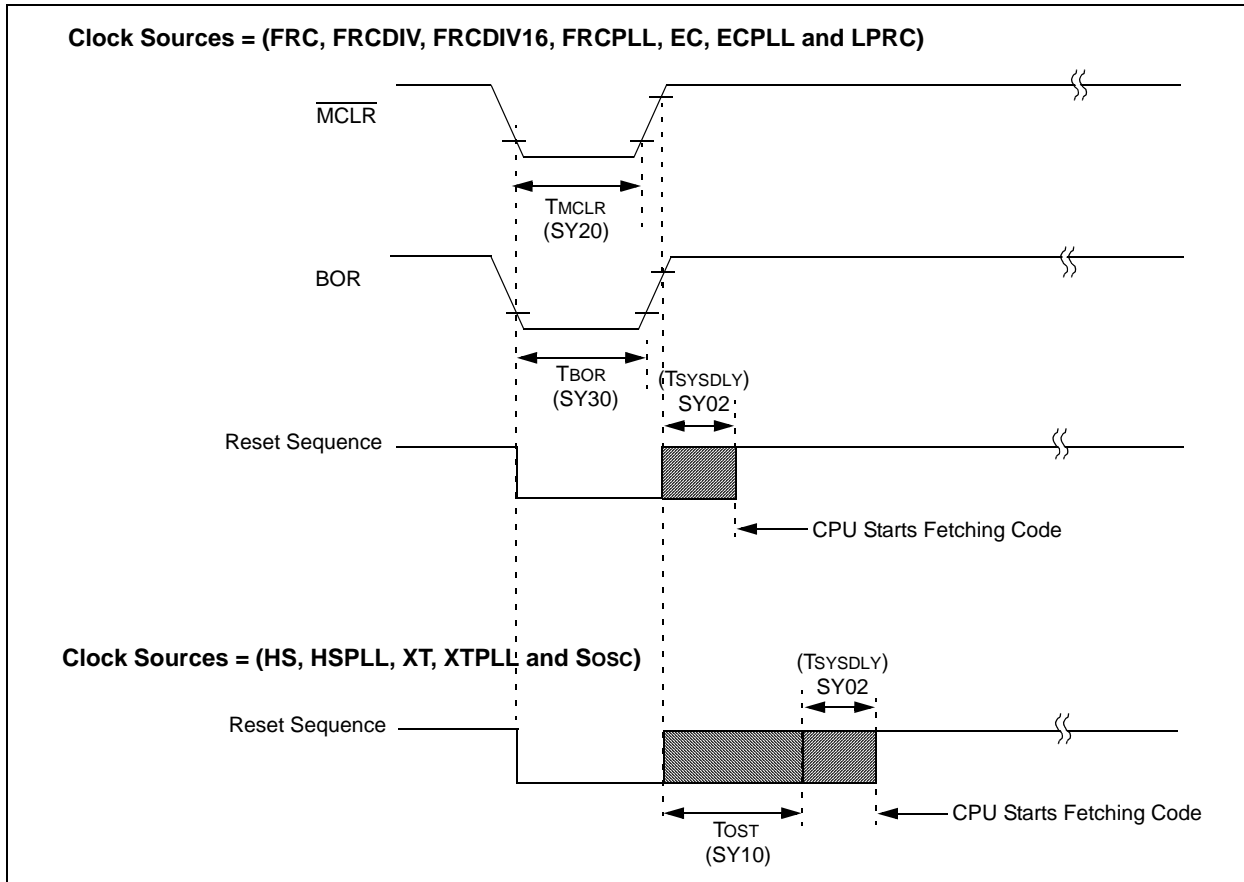 Clock Sources = (FRC, FRCDIV, FRCDIV16, FRCPLL, EC, ECPLL and LPRC)
MCLR
TMCLR
(SY20)
BOR
TBOR
(SY30)
(TSYSDLY)
SY02
Reset Sequence
CPU Starts Fetching Code
Clock Sources = (HS, HSPLL, XT, XTPLL and SOSC)
(TSYSDLY)
SY02
Reset Sequence
CPU Starts Fetching Code
TOST
(SY10)